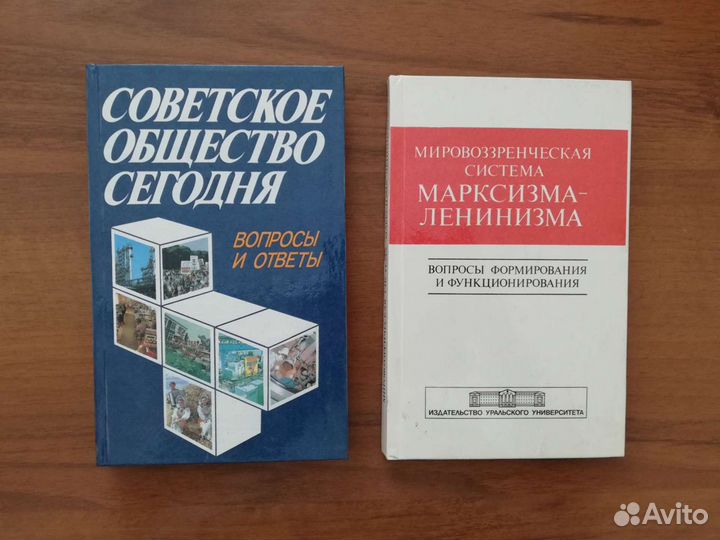 СОВЕТСКОЕ
ОБЩЕСТВО
СЕГОДНЯ
ВОПРОСЫ
И ОТВЕТЫ
МИРОВОЗЗРЕНЧЕСКАЯ
СИСТЕМА
МАРКСИЗМА-
ЛЕНИНИЗМА
ВОПРОСЫ ФОРМИРОВАНИЯ
И ФУНКЦИОНИРОВАНИЯ
ИЗДАТЕЛЬСТВО УРАЛЬСКОГО УНИВЕРСИТЕТА
Avito